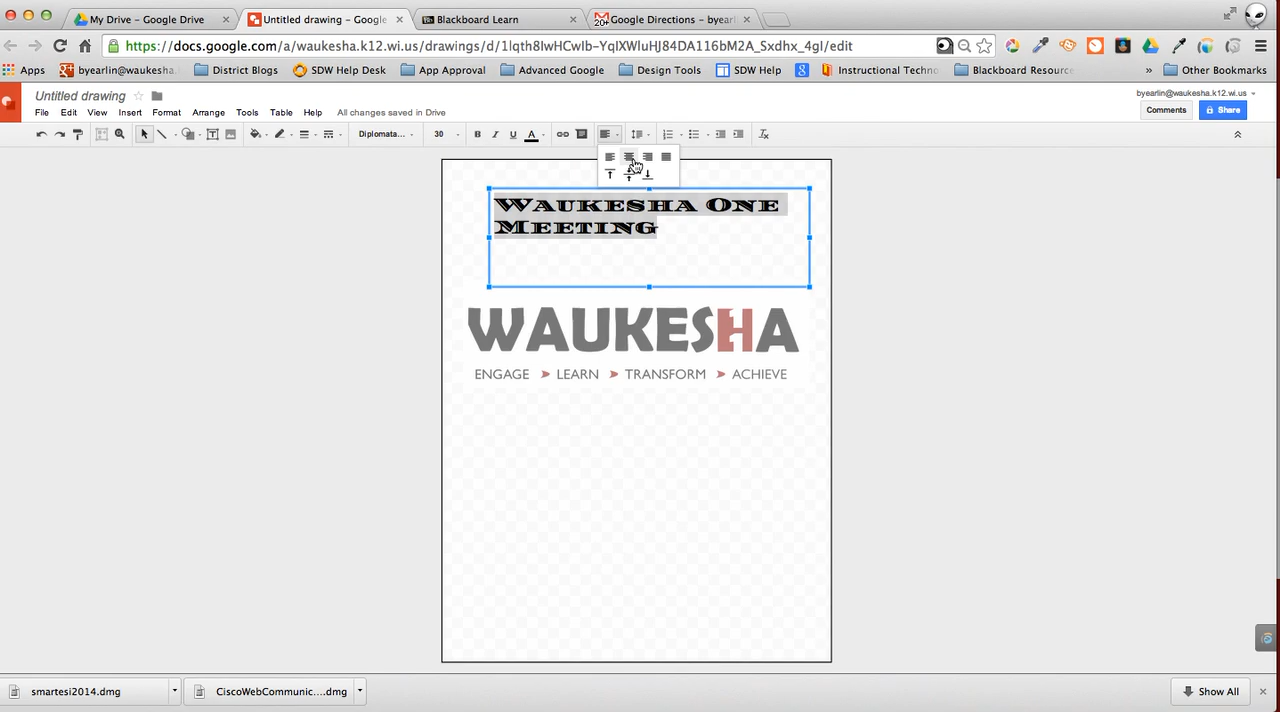 My Drive – Google Drive
Untitled drawing – Google
Blackboard Learn
Google Directions – byearlin
20+
https://docs.google.com/a/waukesha.k12.wi.us/drawings/d/1lqth8IwHCwIb-YqlXWluHJ84DA116bM2A_Sxdhx_4gI/edit
Apps
byearlin@waukesha
District Blogs
SDW Help Desk
App Approval
Advanced Google
Design Tools
SDW Help
Instructional Techno
Blackboard Resource
Other Bookmarks
Untitled drawing
byearlin@waukesha.k12.wi.us
File Edit View Insert Format Arrange Tools Table Help All changes saved in Drive
Comments
Share
Diplomata...
30
B I U A
Waukesha One
Meeting
WAUKESHA
ENGAGE LEARN TRANSFORM ACHIEVE
smartesi2014.dmg
CiscoWebCommunic....dmg
Show All